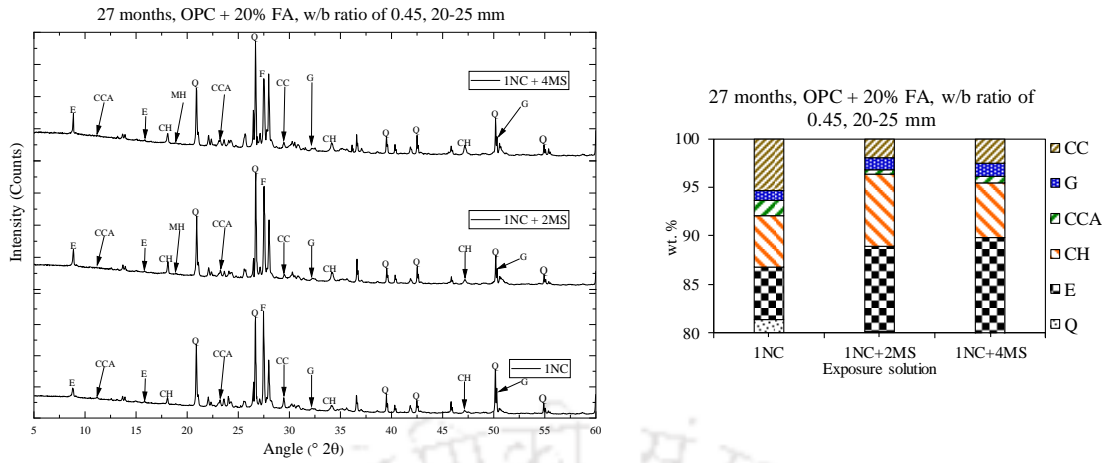 27 months, OPC + 20% FA, w/b ratio of 0.45, 20-25 mm
Intensity (Counts)
1NC + 4MS
E
CCA
E
MH
CH
Q
CCA
Q
F
CC
G
CH
Q
Q
CH
Q
G
Q
1NC + 2MS
E
CCA
E
MH
CH
Q
CCA
Q
F
CC
G
Q
Q
CH
Q
G
Q
1NC
E
CCA
E
CH
Q
CCA
Q
F
CC
G
CH
Q
Q
CH
Q
G
Q
5 10 15 20 25 30 35 40 45 50 55 60
Angle (° 2θ)
27 months, OPC + 20% FA, w/b ratio of
0.45, 20-25 mm
wt. %
100
95
90
85
80
1NC 1NC+2MS 1NC+4MS
Exposure solution
CC
G
CCA
CH
E
Q